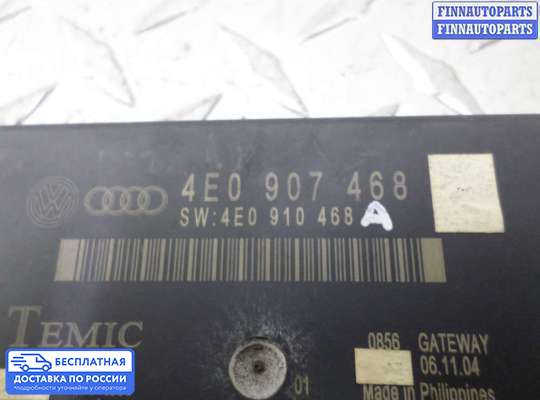 FINNAUTOPARTS
FINNAUTOPARTS
4E0 907 468
SW:4E0 910 468 A
TEMIC
0856 GATEWAY
06.11.04
01
Made in Philippines
БЕСПЛАТНАЯ
ДОСТАВКА ПО РОССИИ